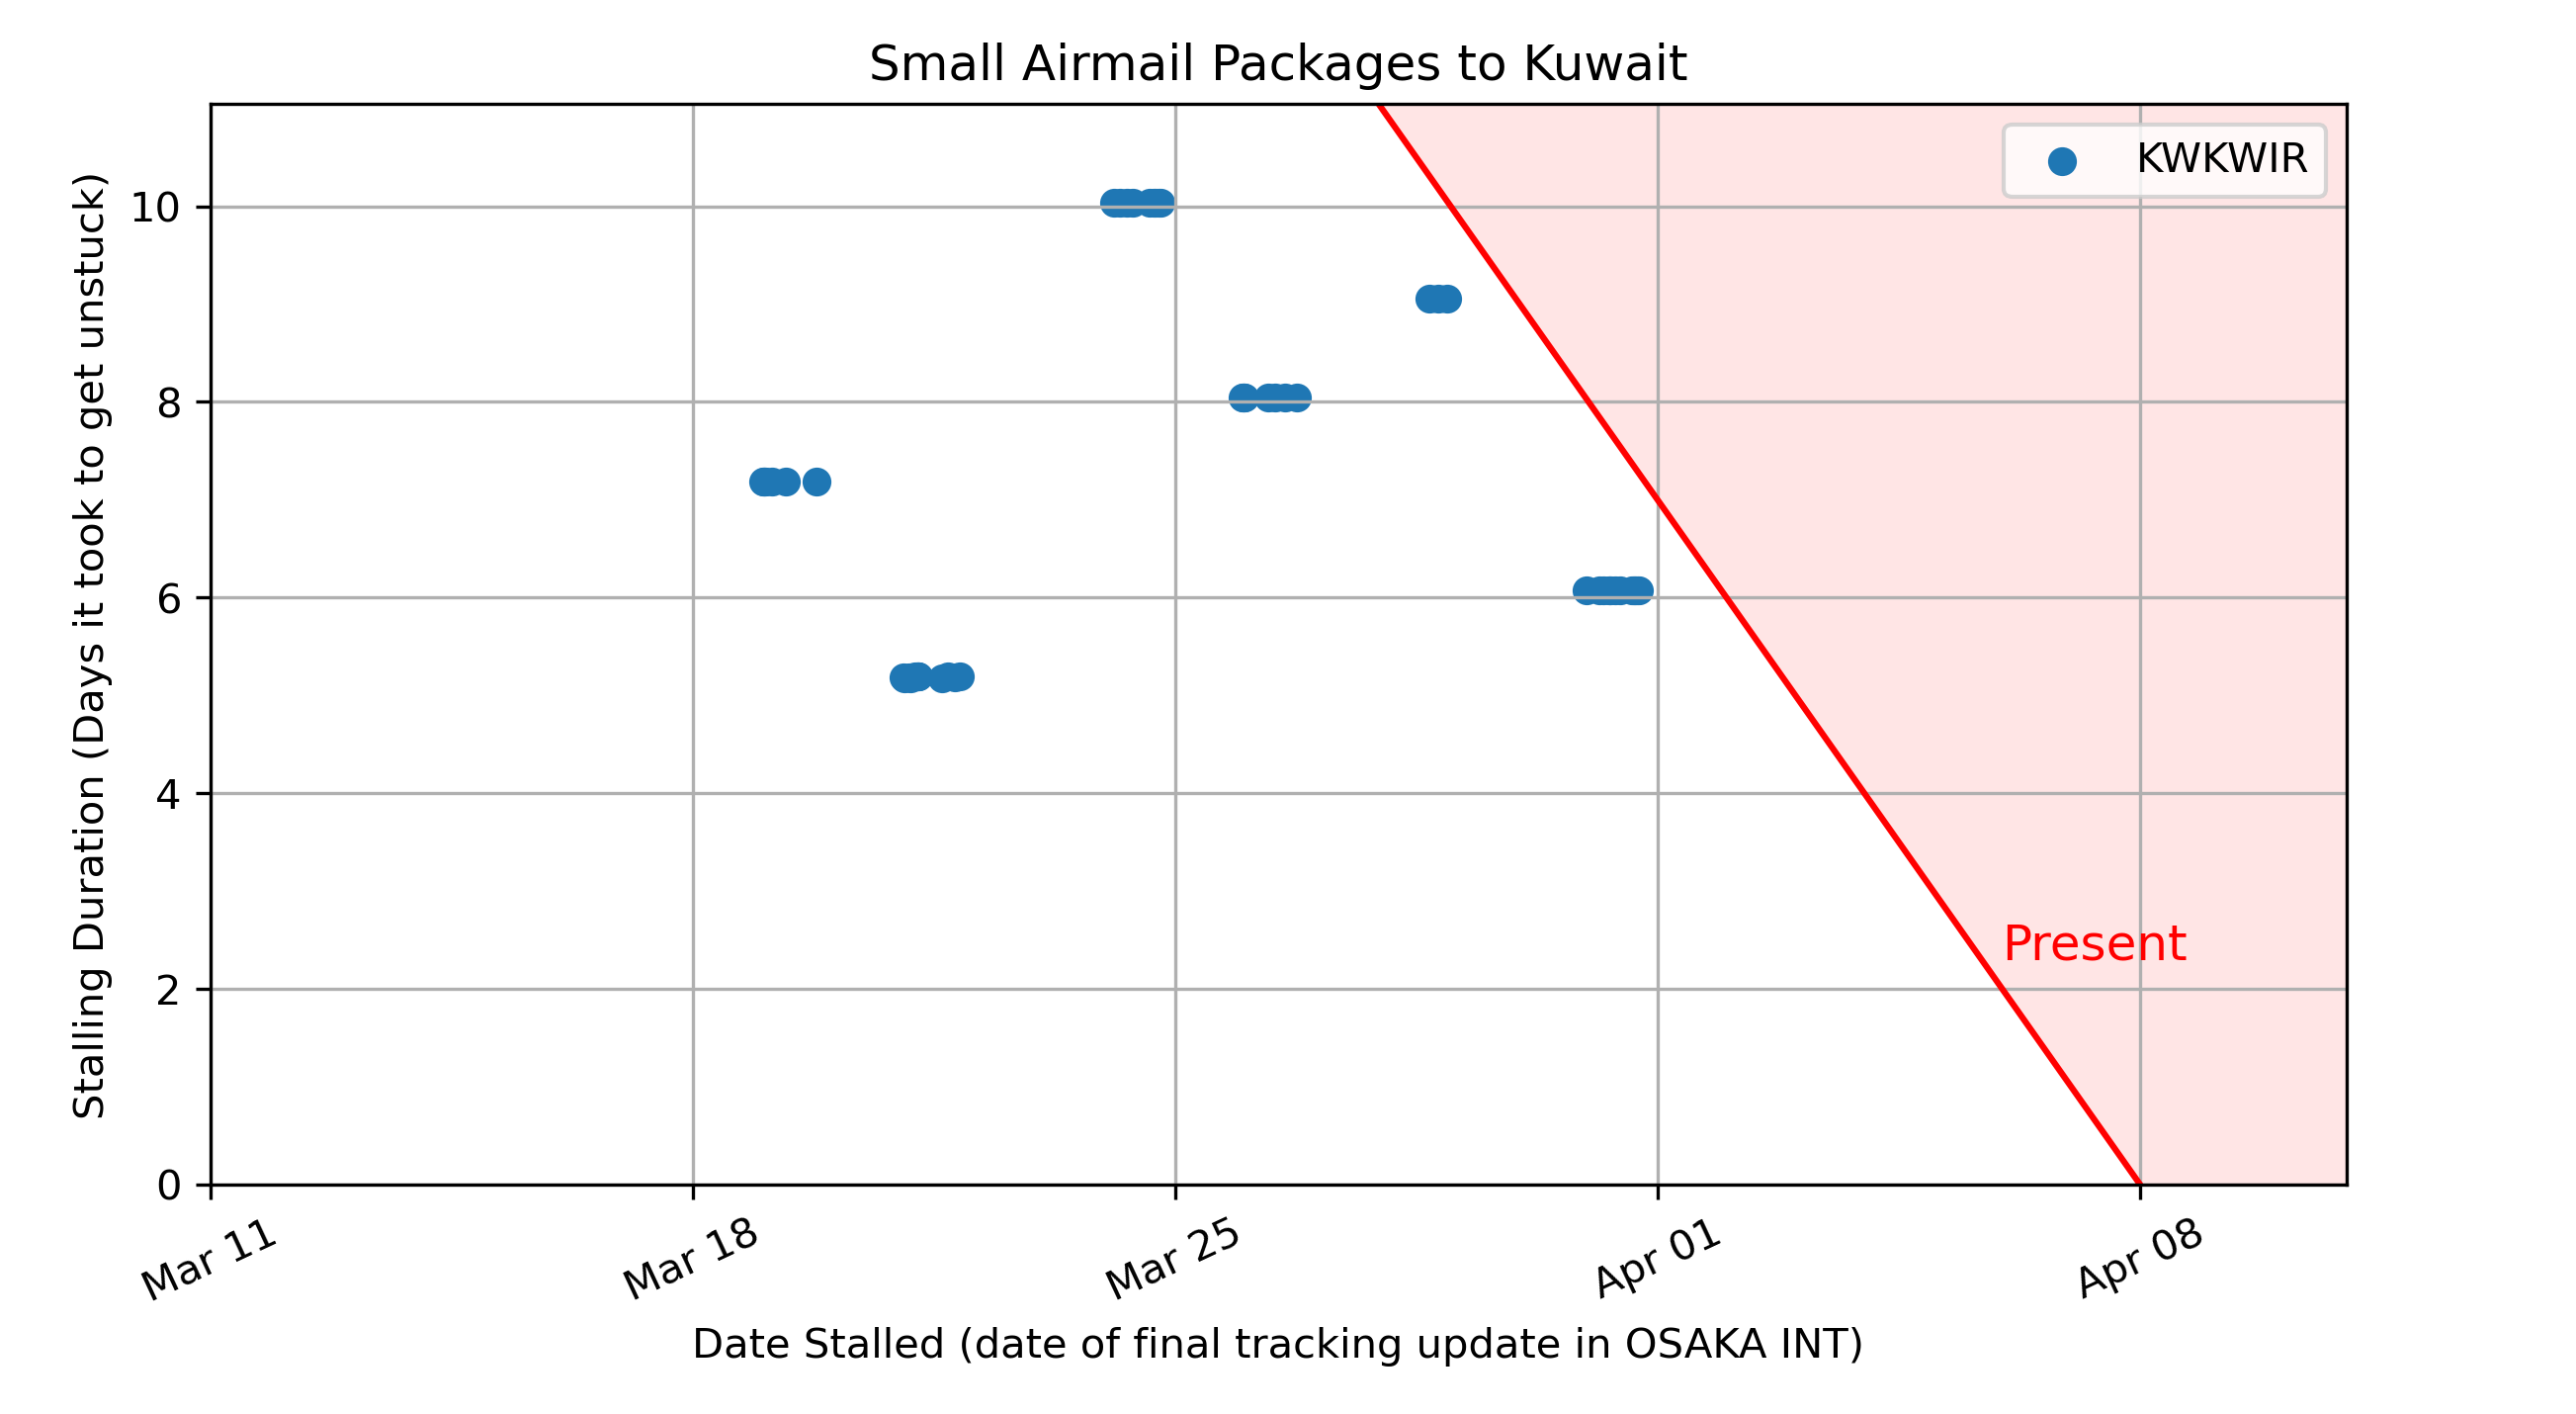 Small Airmail Packages to Kuwait
KWKWIR
Stalling Duration (Days it took to get unstuck)
10
8
6
4
2
0
Present
Mar 11
Mar 18
Mar 25
Apr 01
Apr 08
Date Stalled (date of final tracking update in OSAKA INT)